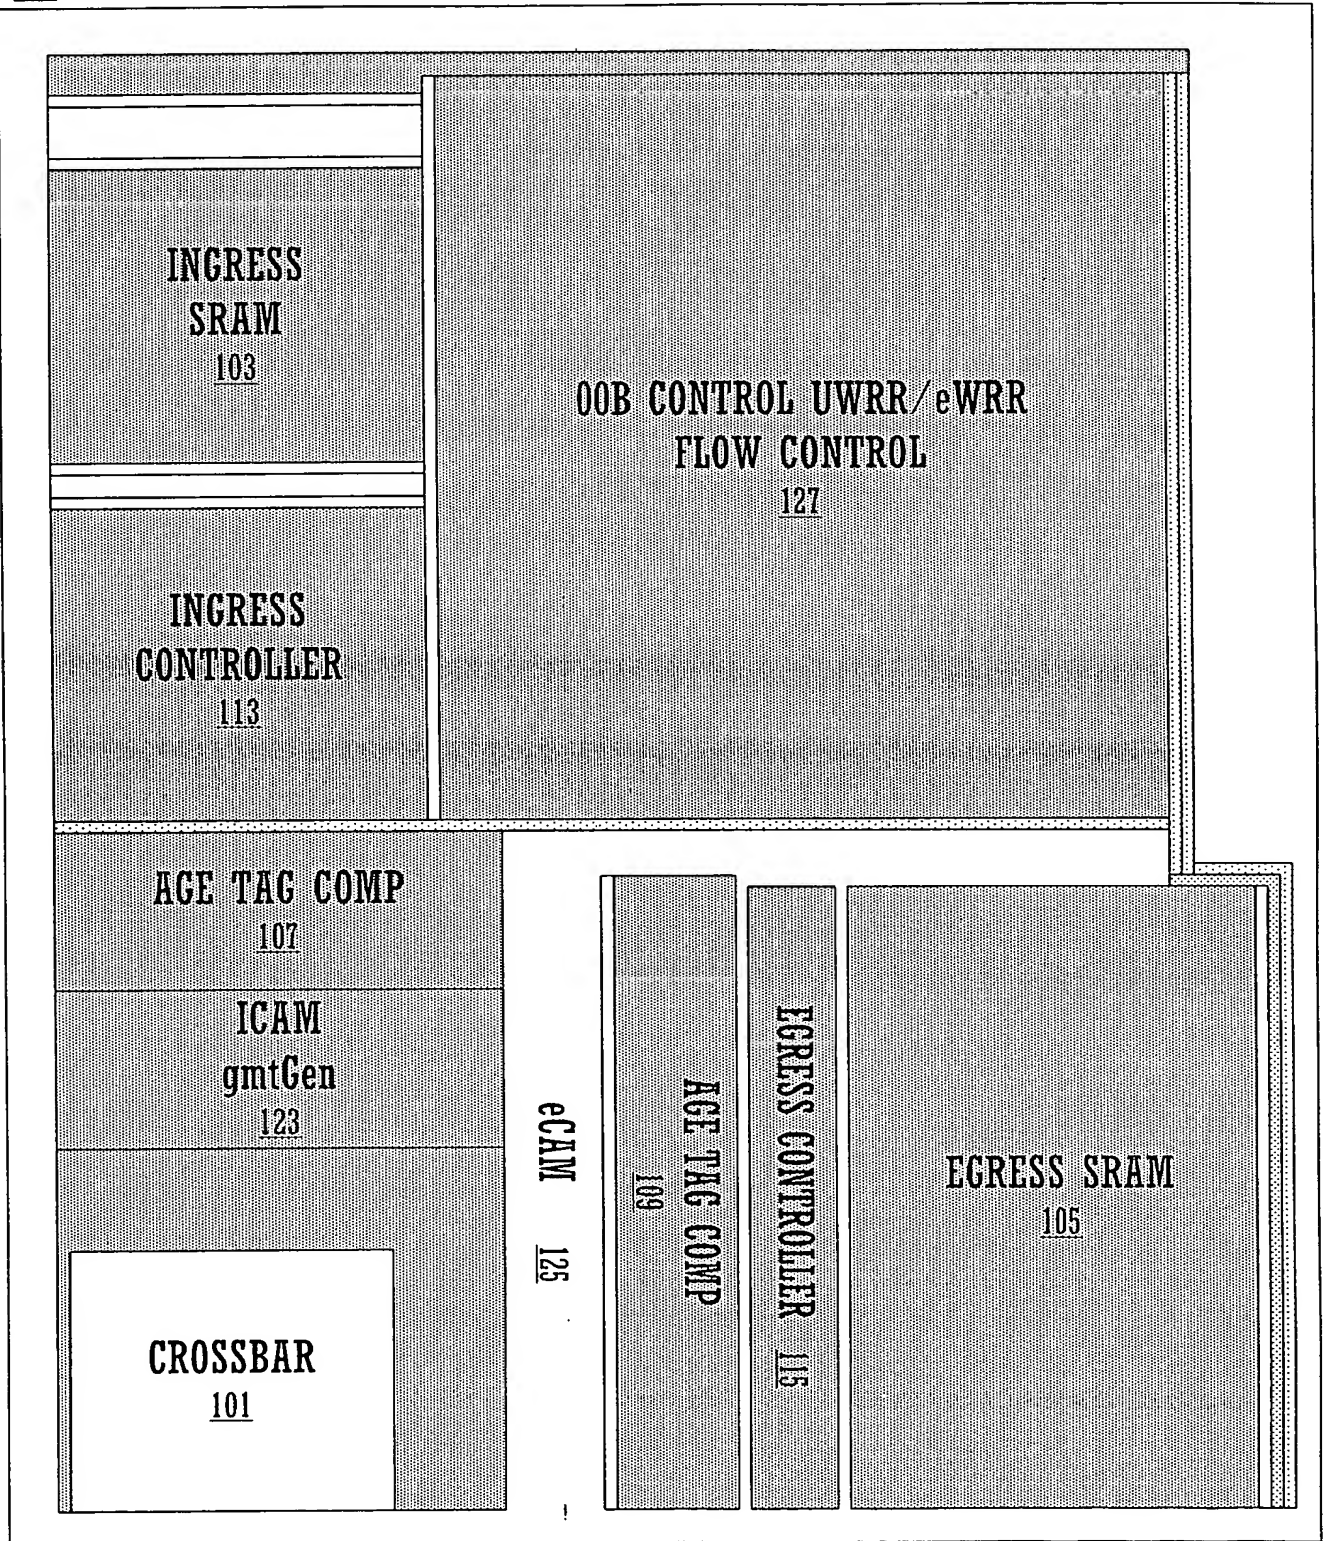 INGRESS
SRAM
103
OOB CONTROL UWRR/eWRR
FLOW CONTROL
127
INGRESS
CONTROLLER
113
AGE TAG COMP
107
ICAM
gmtGen
123
CROSSBAR
101
eCAM 125
AGE TAG COMP
109
EGRESS CONTROLLER 115
EGRESS SRAM
105